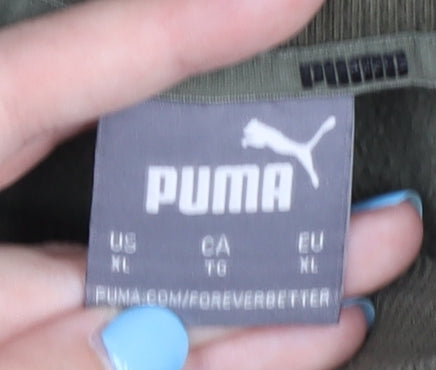 PUMA
US CA EU
XL TG XL
PUMA.COM/FOREVERBETTER